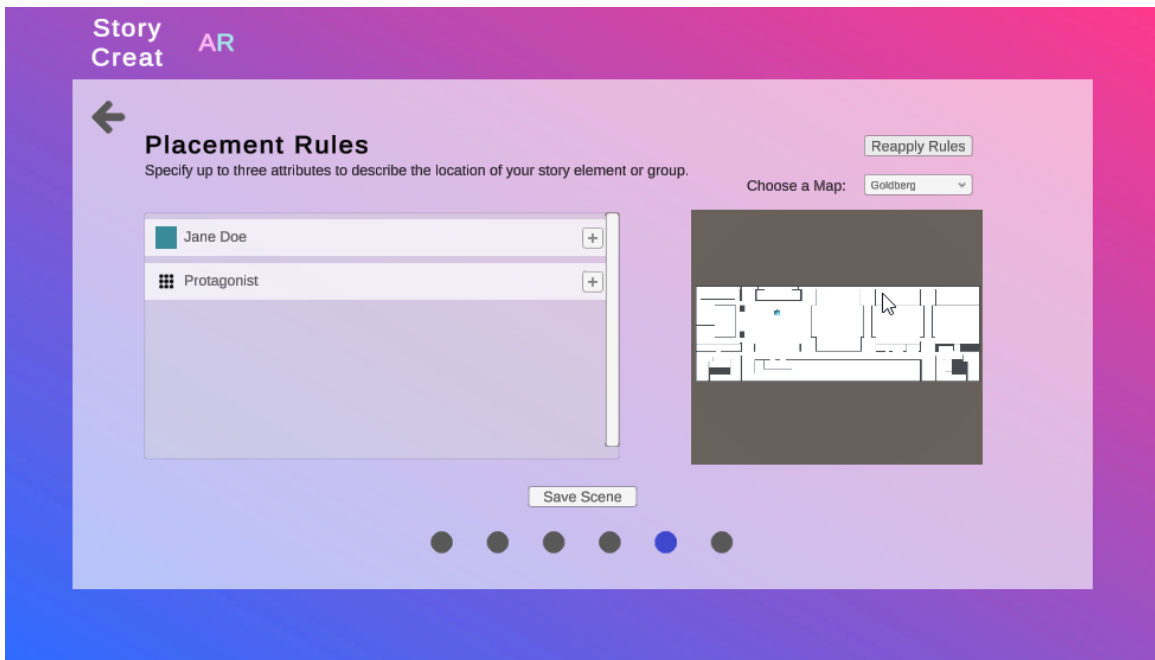 Story
Creat AR
Placement Rules
Specify up to three attributes to describe the location of your story element or group.
Reapply Rules
Choose a Map: Goldberg
Jane Doe +
Protagonist +
Save Scene